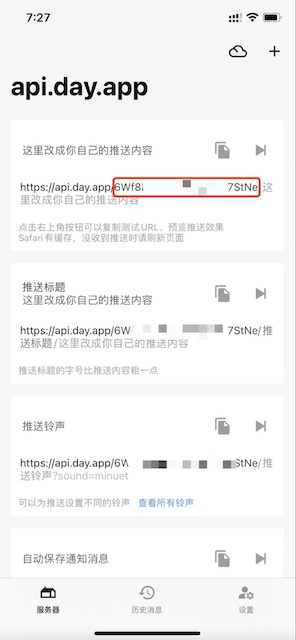 7:27
api.day.app
这里改成你自己的推送内容
https://api.day.app/6Wf8 7StNe/这
里改成你自己的推送内容
点击右上角按钮可以复制测试URL、预览推送效果
Safari有缓存，没收到推送时请刷新页面
推送标题
这里改成你自己的推送内容
https://api.day.app/6W 7StNe/推
送标题/这里改成你自己的推送内容
推送标题的字号比推送内容粗一点
推送铃声
https://api.day.app/6W StNe/推
送铃声?sound=minuet
可以为推送设置不同的铃声 查看所有铃声
自动保存通知消息
服务器 历史消息 设置